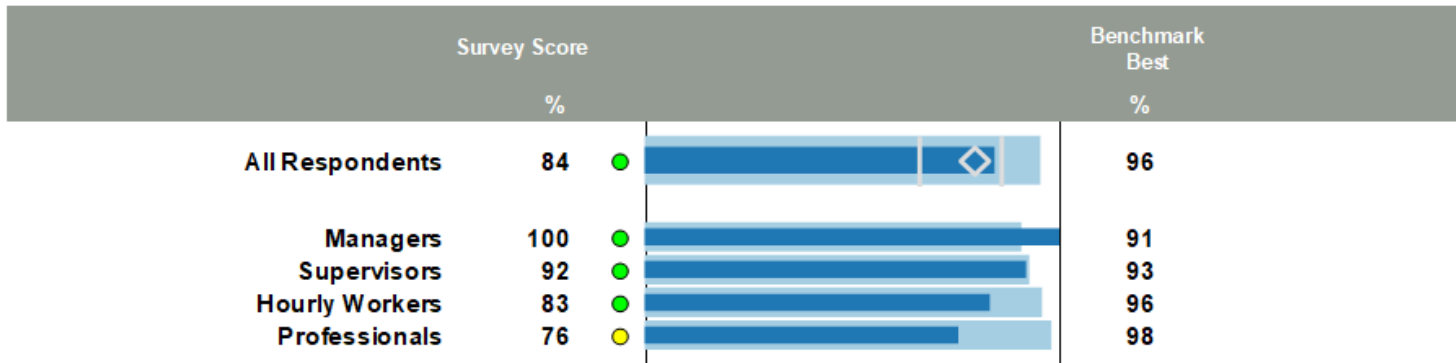 Survey Score
Benchmark
Best
%
%
All Respondents 84 96
Managers 100 91
Supervisors 92 93
Hourly Workers 83 96
Professionals 76 98